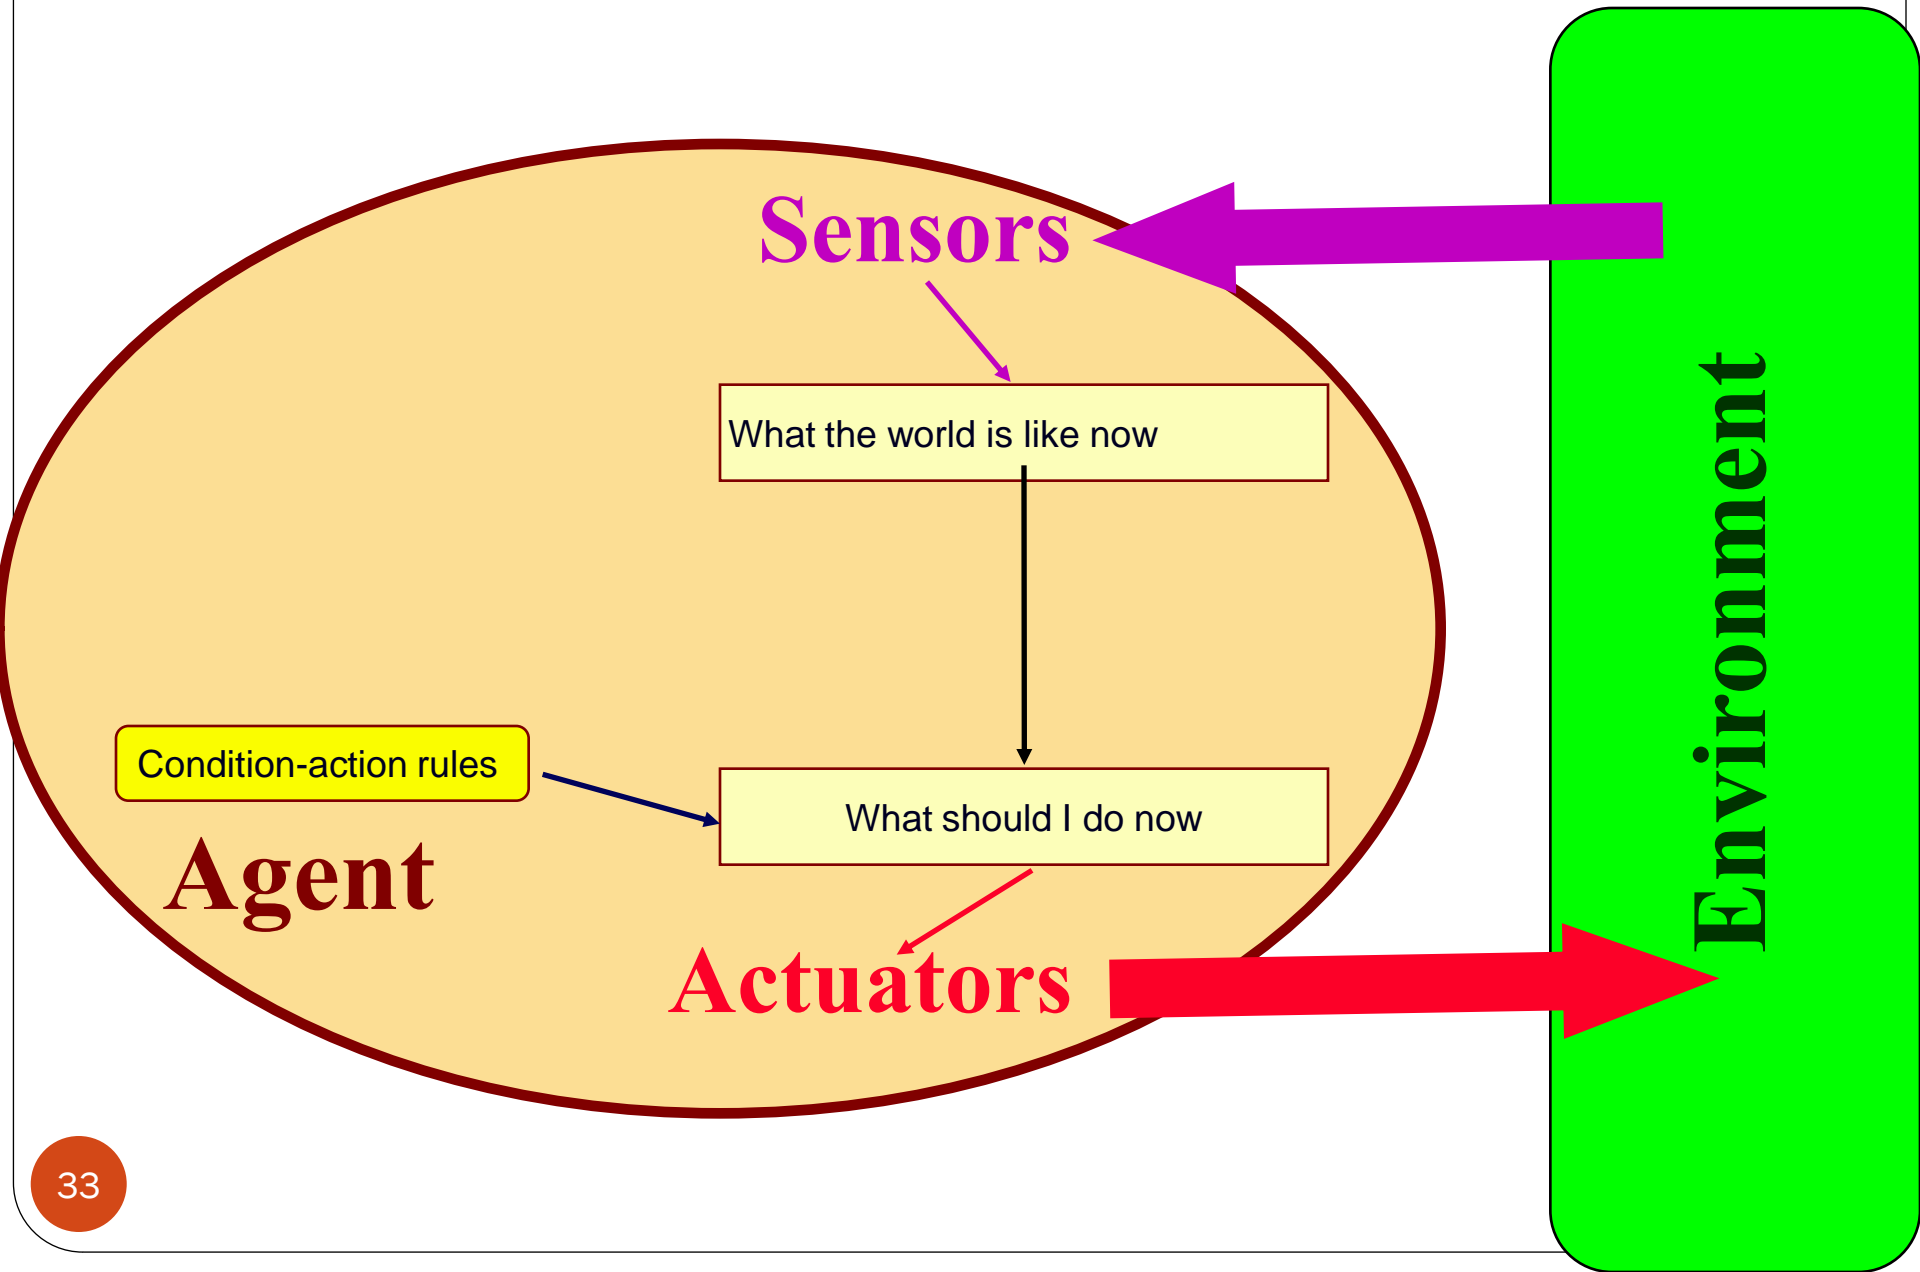 Sensors
What the world is like now
Condition-action rules
What should I do now
Agent
Actuators
Environment
33